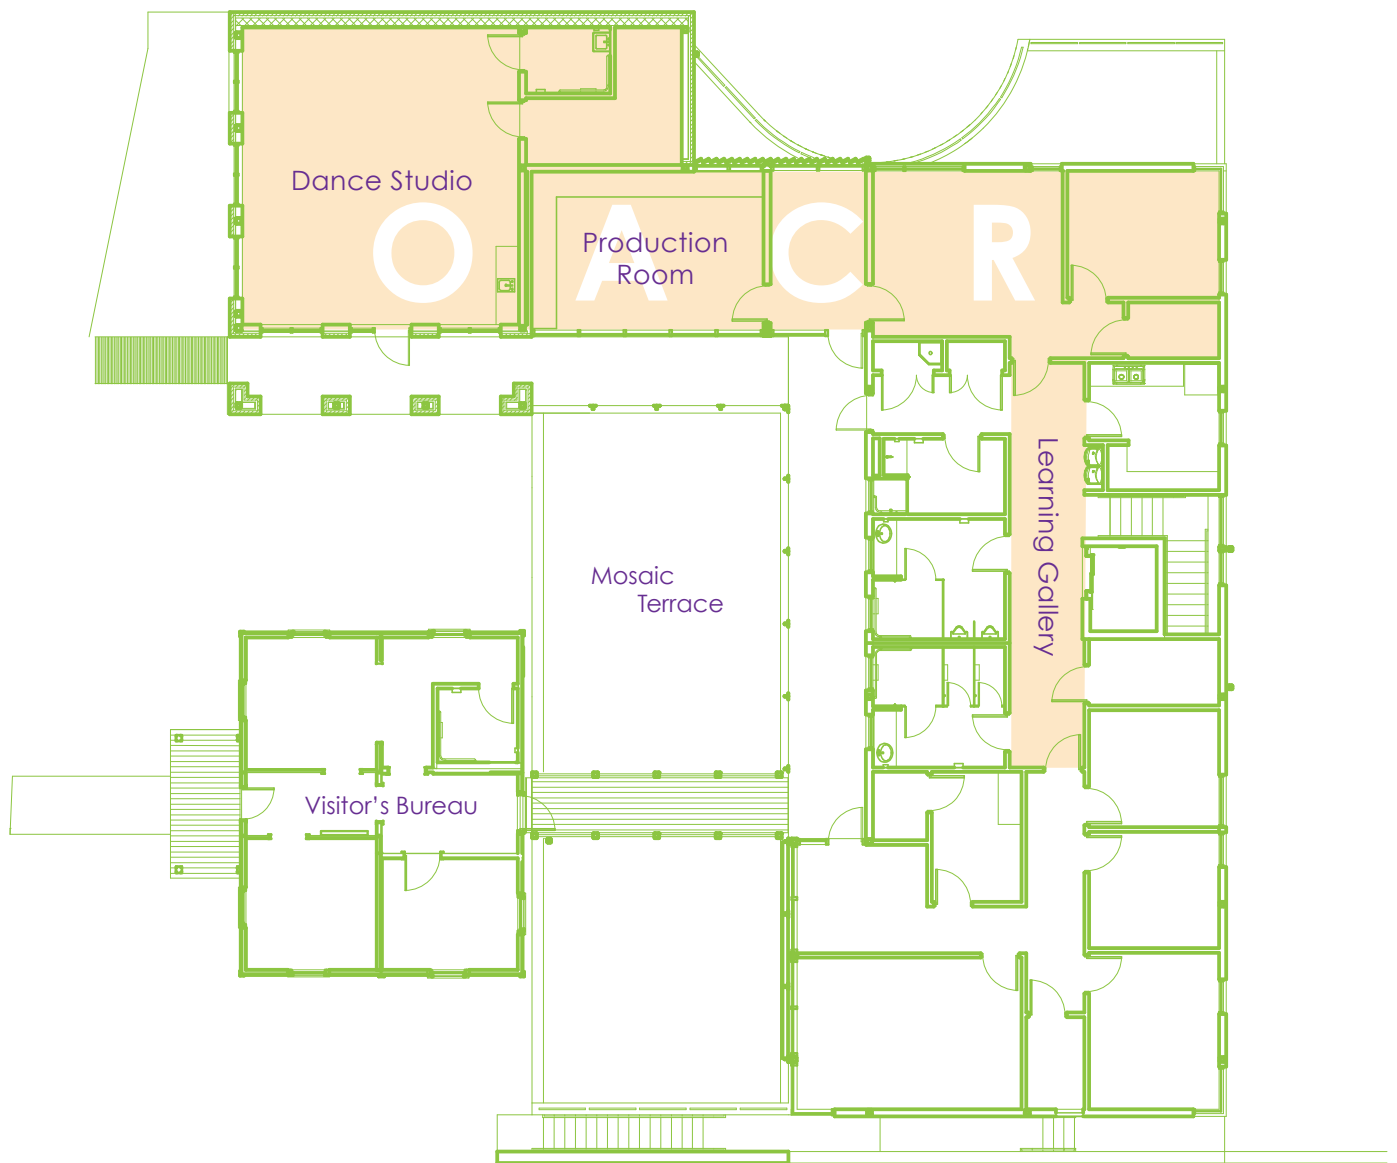 Dance Studio
O A C R
Production
Room
Learning Gallery
Mosaic
Terrace
Visitor's Bureau